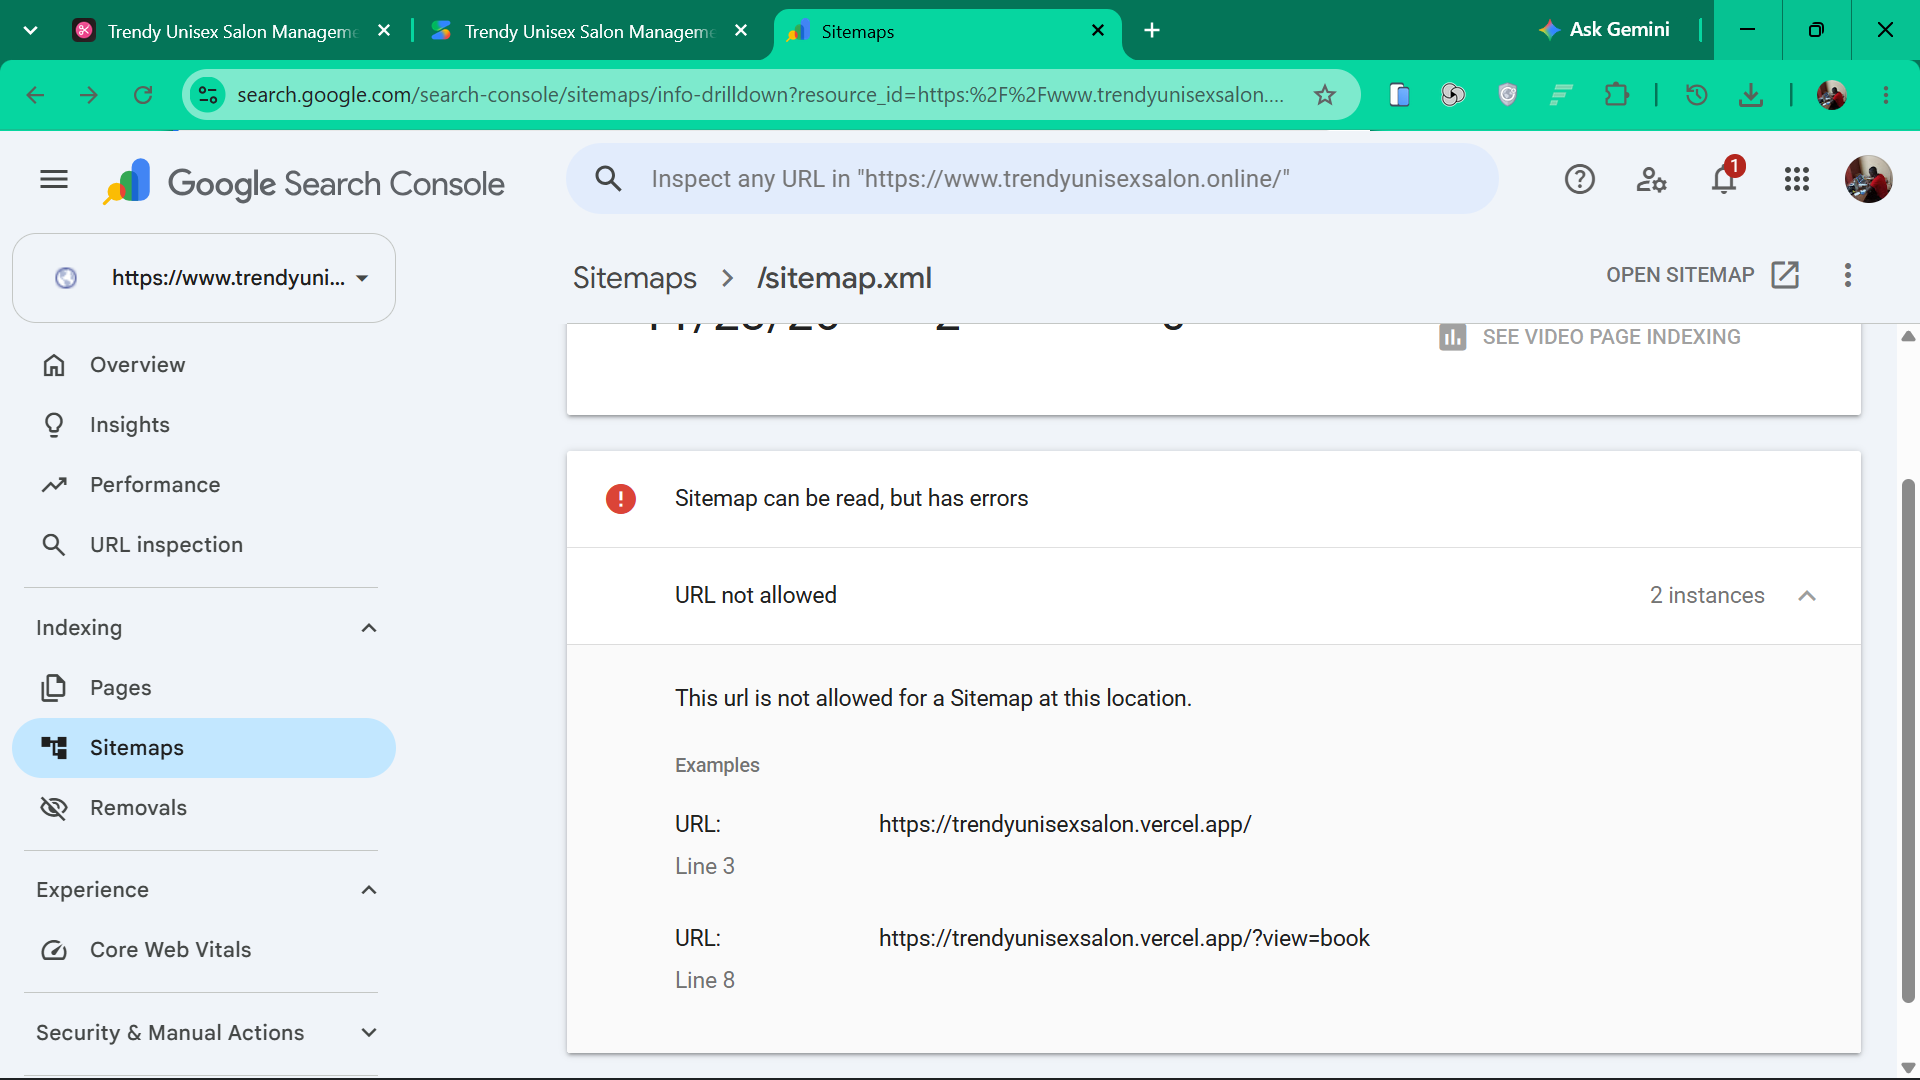 Trendy Unisex Salon Manageme
Trendy Unisex Salon Manageme
Sitemaps
Ask Gemini
search.google.com/search-console/sitemaps/info-drilldown?resource_id=https:%2F%2Fwww.trendyunisexsalon....
Google Search Console
Inspect any URL in "https://www.trendyunisexsalon.online/"
1
https://www.trendyuni...
Sitemaps > /sitemap.xml
OPEN SITEMAP
SEE VIDEO PAGE INDEXING
Overview
Insights
Performance
URL inspection
Indexing
Pages
Sitemaps
Removals
Experience
Core Web Vitals
Security & Manual Actions
Sitemap can be read, but has errors
URL not allowed
2 instances
This url is not allowed for a Sitemap at this location.
Examples
URL: https://trendyunisexsalon.vercel.app/
Line 3
URL: https://trendyunisexsalon.vercel.app/?view=book
Line 8